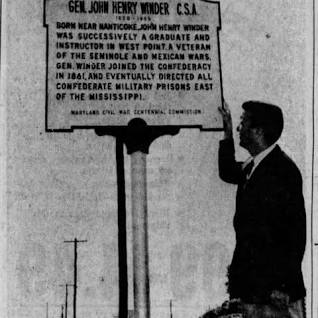 GEN. JOHN HENRY WINDER C.S.A.
1800-1865
BORN NEAR NANTICOKE, JOHN HENRY WINDER
WAS SUCCESSIVELY A GRADUATE AND
INSTRUCTOR IN WEST POINT, A VETERAN
OF THE SEMINOLE AND MEXICAN WARS.
GEN. WINDER JOINED THE CONFEDERACY
IN 1861, AND EVENTUALLY DIRECTED ALL
CONFEDERATE MILITARY PRISONS EAST
OF THE MISSISSIPPI.
MARYLAND CIVIL WAR CENTENNIAL COMMISSION